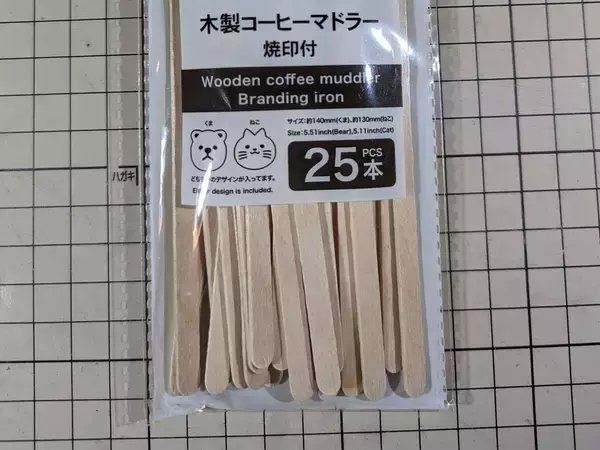 木製コーヒーマドラー
焼印付
Wooden coffee muddler
Branding iron
くま
ねこ
サイズ:約140mm(くま)、約130mm(ねこ)
Size:5.51inch(Bear),5.11inch(Cat)
25 PCS
本
のデザインが入ってます。
design is included.
ハガキ